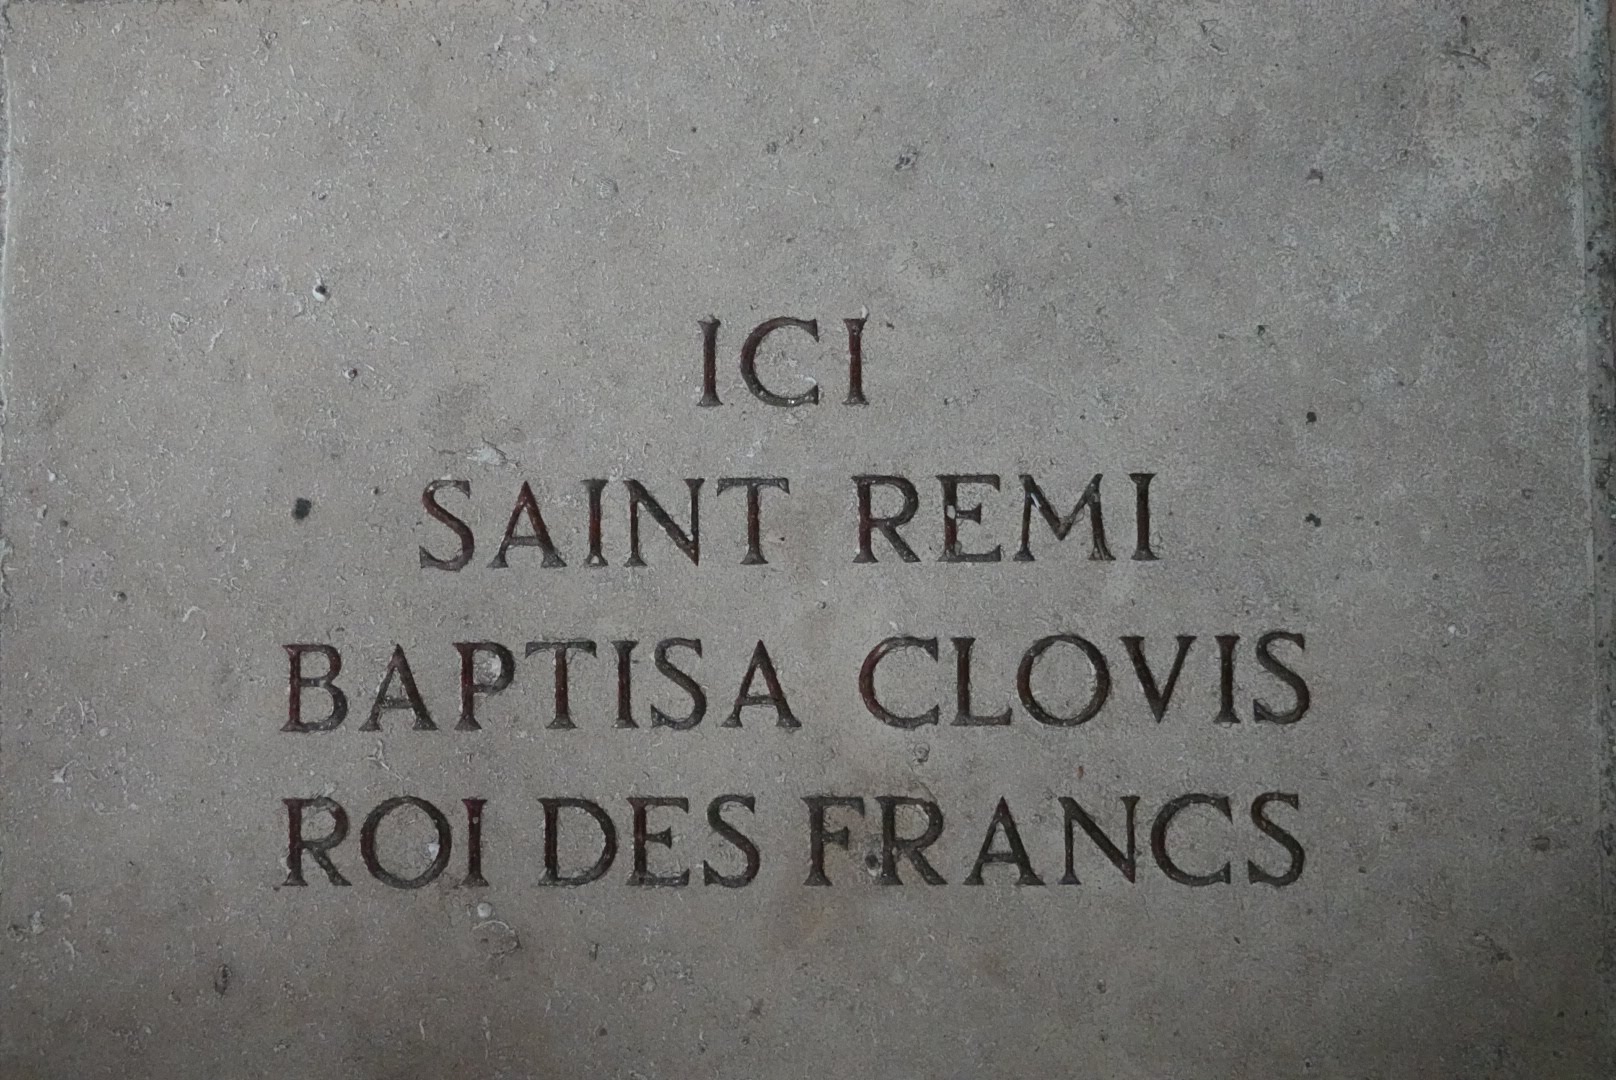 ICI
SAINT REMI
BAPTISA CLOVIS
ROI DES FRANCS